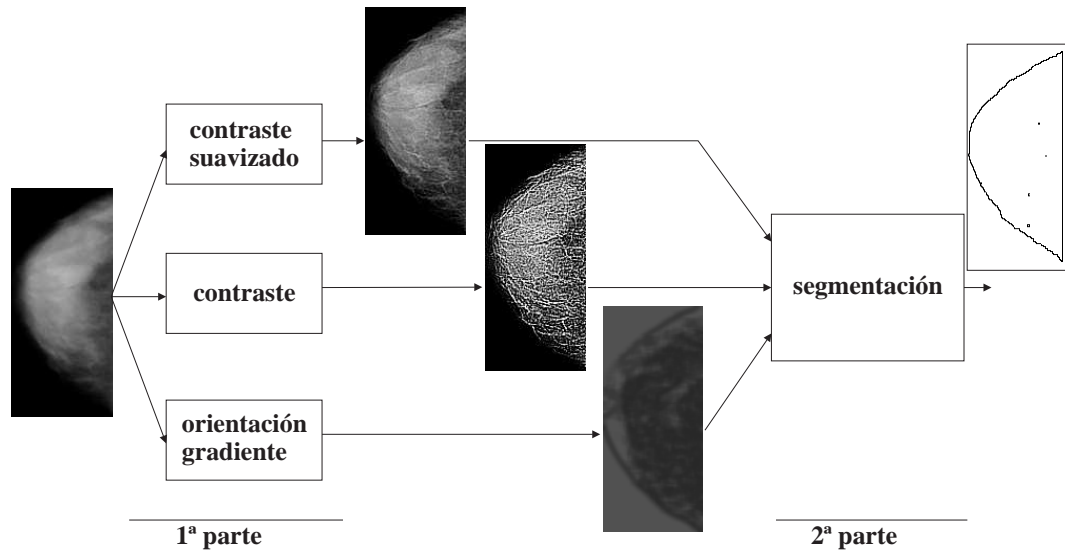 contraste
suavizado
contraste
segmentación
orientación
gradiente
1ª parte
2ª parte